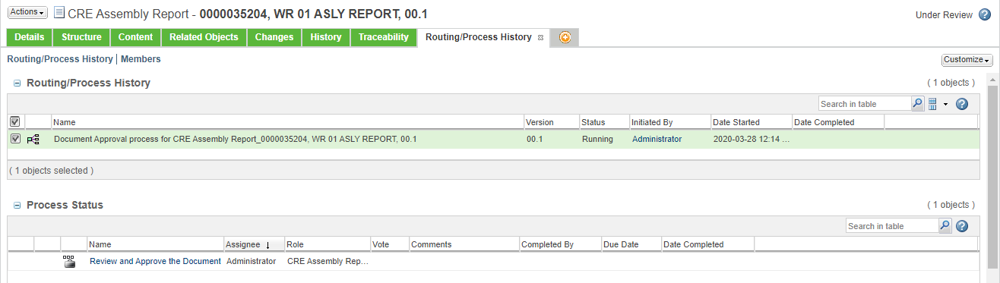 Actions CRE Assembly Report - 0000035204, WR 01 ASLY REPORT, 00.1
Under Review
Details Structure Content Related Objects Changes History Traceability Routing/Process History
Routing/Process History | Members
Customize
Routing/Process History ( 1 objects )
Search in table
Name Version Status Initiated By Date Started Date Completed
Document Approval process for CRE Assembly Report_0000035204, WR 01 ASLY REPORT, 00.1 00.1 Running Administrator 2020-03-28 12:14 ...
( 1 objects selected )
Process Status ( 1 objects )
Search in table
Name Assignee Role Vote Comments Completed By Due Date Date Completed
Review and Approve the Document Administrator CRE Assembly Rep...